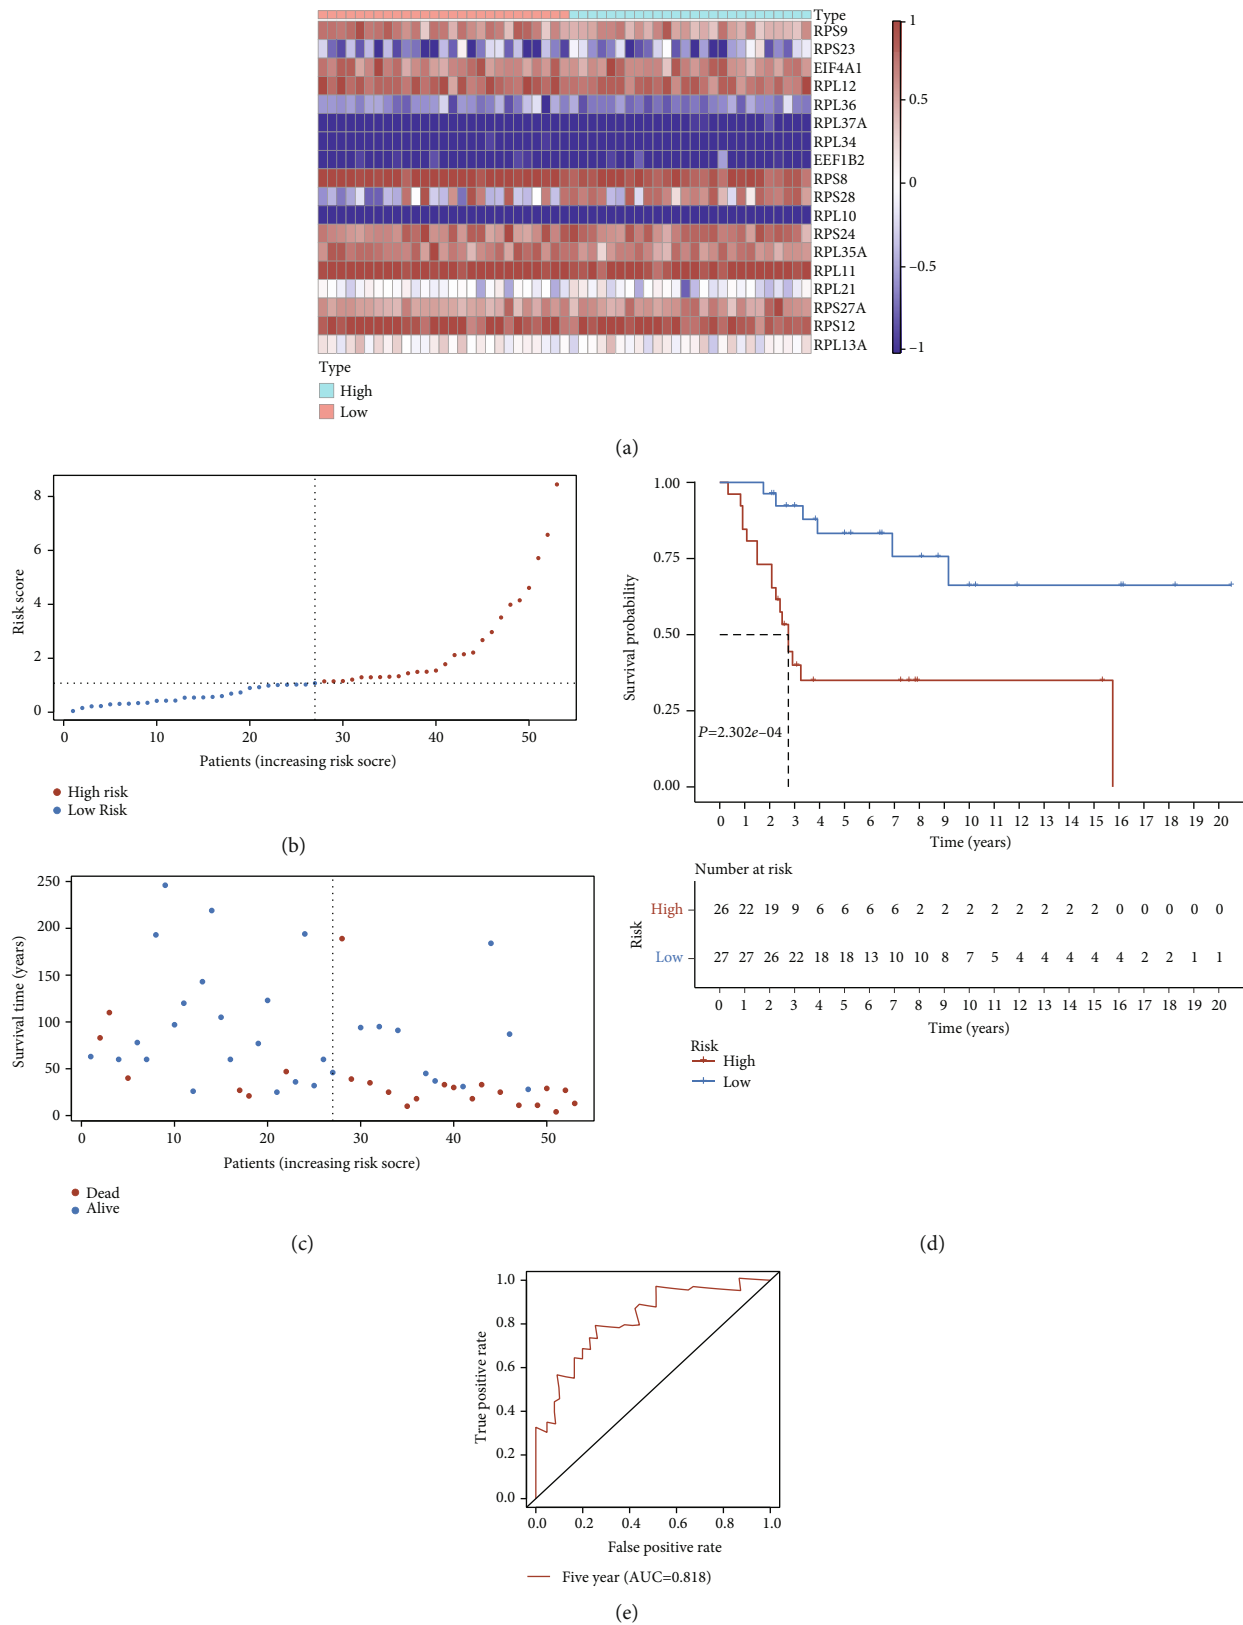 Type
RPS9
RPS23
EIF4A1
RPL12
RPL36
RPL37A
RPL34
EEF1B2
RPS8
RPS28
RPL10
RPS24
RPL35A
RPL11
RPL21
RPS27A
RPS12
RPL13A
1
0.5
0
−0.5
−1
Type
High
Low
(a)
8
6
4
2
0
Risk score
0 10 20 30 40 50
Patients (increasing risk socre)
High risk
Low Risk
(b)
250
200
150
100
50
0
Survival time (years)
0 10 20 30 40 50
Patients (increasing risk socre)
Dead
Alive
(c)
1.00
0.75
0.50
0.25
0.00
Survival probability
P=2.302e−04
0 1 2 3 4 5 6 7 8 9 10 11 12 13 14 15 16 17 18 19 20
Time (years)
Number at risk
Risk
High 26 22 19 9 6 6 6 6 2 2 2 2 2 2 2 2 0 0 0 0 0
Low 27 27 26 22 18 18 13 10 10 8 7 5 4 4 4 4 4 2 2 1 1
0 1 2 3 4 5 6 7 8 9 10 11 12 13 14 15 16 17 18 19 20
Time (years)
Risk
High
Low
(d)
1.0
0.8
0.6
0.4
0.2
0.0
True positive rate
0.0 0.2 0.4 0.6 0.8 1.0
False positive rate
Five year (AUC=0.818)
(e)